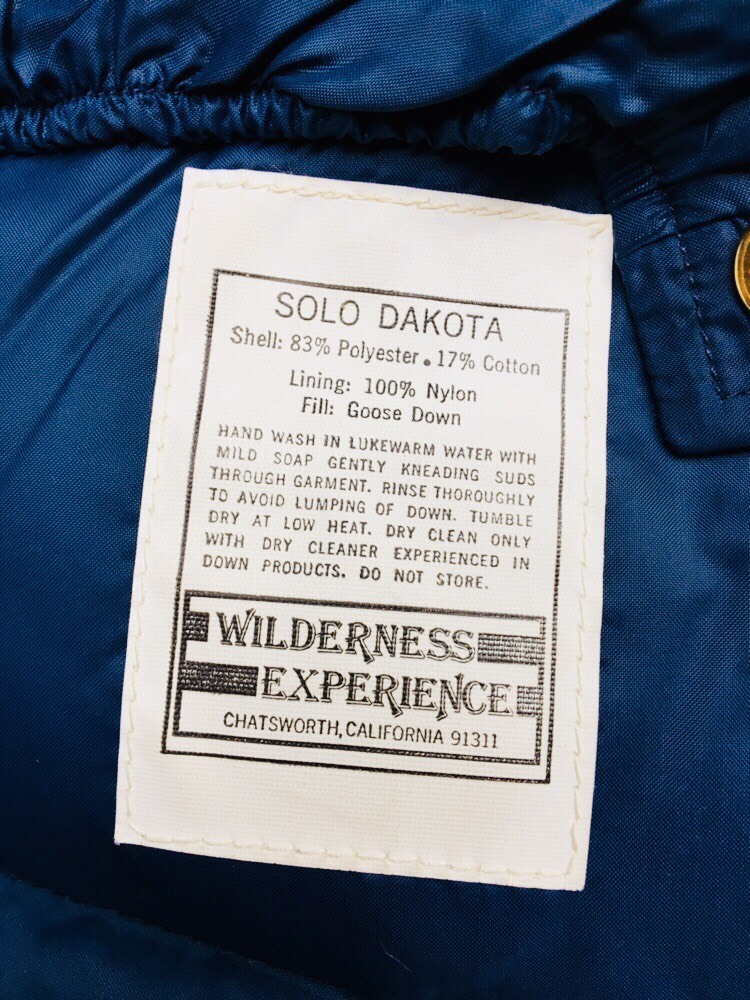 SOLO DAKOTA
Shell: 83% Polyester • 17% Cotton
Lining: 100% Nylon
Fill: Goose Down
HAND WASH IN LUKEWARM WATER WITH
MILD SOAP GENTLY KNEADING SUDS
THROUGH GARMENT. RINSE THOROUGHLY
TO AVOID LUMPING OF DOWN. TUMBLE
DRY AT LOW HEAT. DRY CLEAN ONLY
WITH DRY CLEANER EXPERIENCED IN
DOWN PRODUCTS. DO NOT STORE.
WILDERNESS
EXPERIENCE
CHATSWORTH, CALIFORNIA 91311